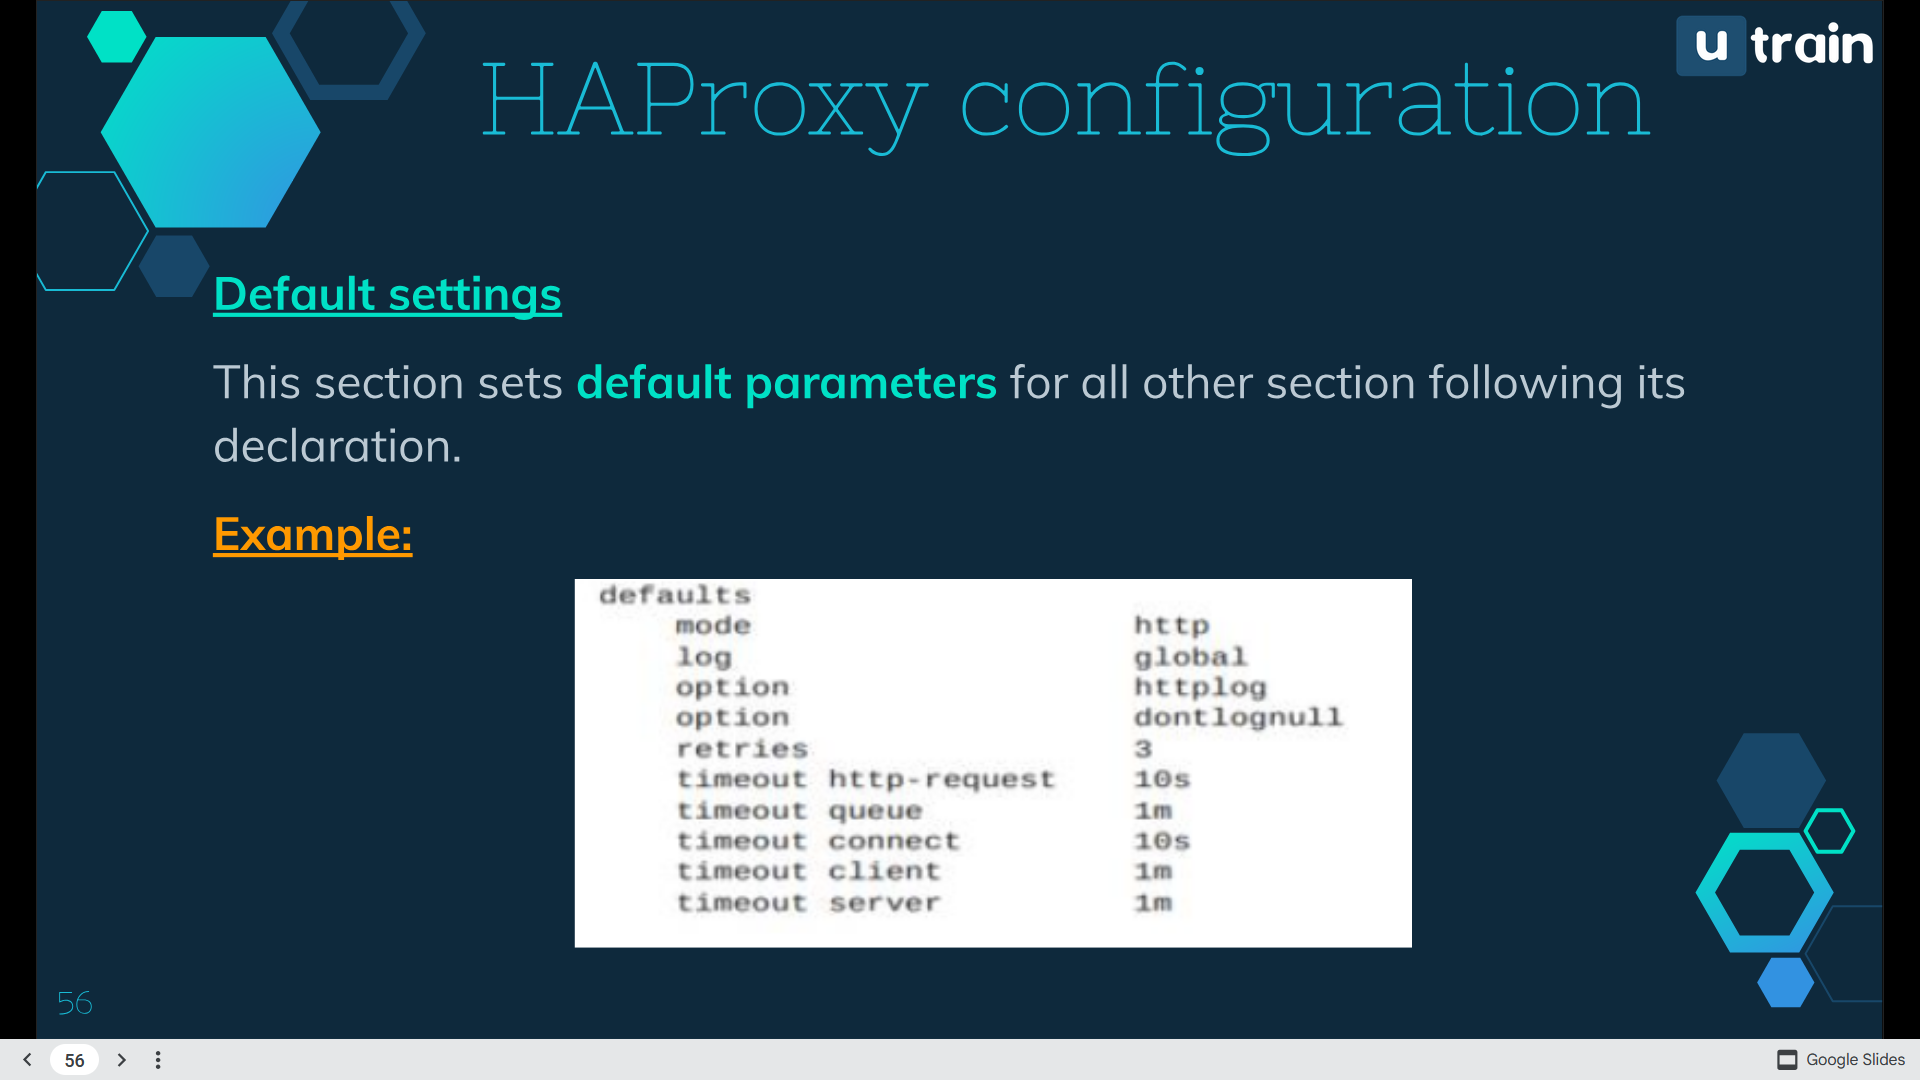 u train
HAProxy configuration
Default settings
This section sets default parameters for all other section following its
declaration.
Example:
defaults
mode http
log global
option httplog
option dontlognull
retries 3
timeout http-request 10s
timeout queue 1m
timeout connect 10s
timeout client 1m
timeout server 1m
56
56
Google Slides